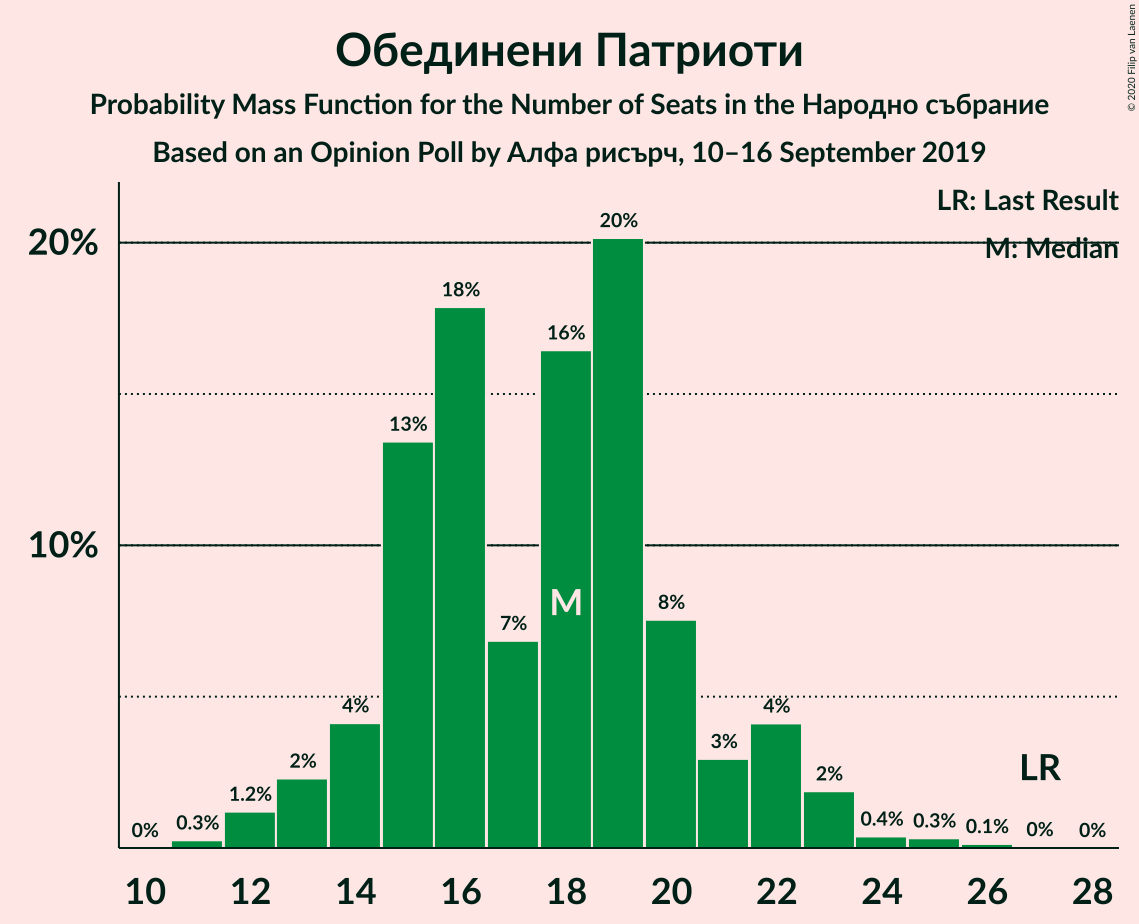 © 2020 Filip van Laenen
Обединени Патриоти
Probability Mass Function for the Number of Seats in the Народно събрание
Based on an Opinion Poll by Алфа рисърч, 10–16 September 2019
LR: Last Result
M: Median
20%
10%
0%
0.3%
1.2%
2%
4%
13%
18%
7%
16%
20%
8%
3%
4%
2%
0.4%
0.3%
0.1%
0%
0%
M
LR
10 12 14 16 18 20 22 24 26 28